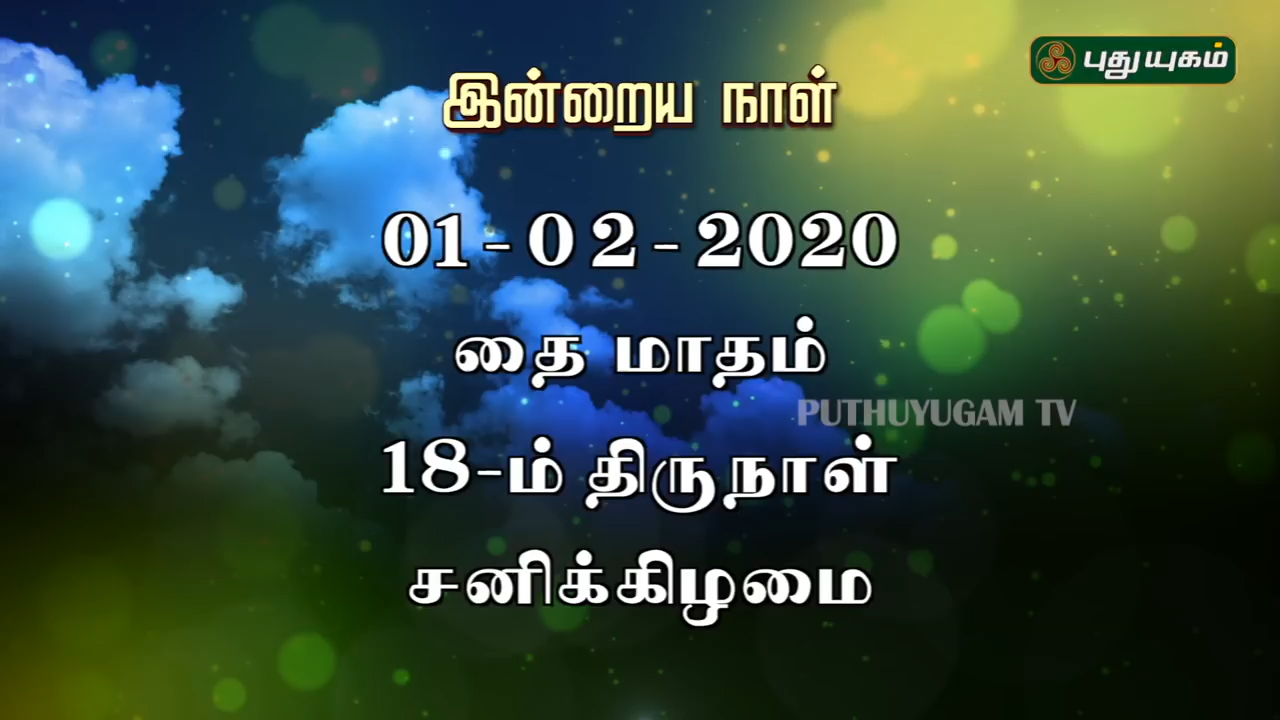 புதுயுகம்
இன்றைய நாள்
01-02-2020
தை மாதம்
PUTHUYUGAM TV
18-ம் திருநாள்
சனிக்கிழமை